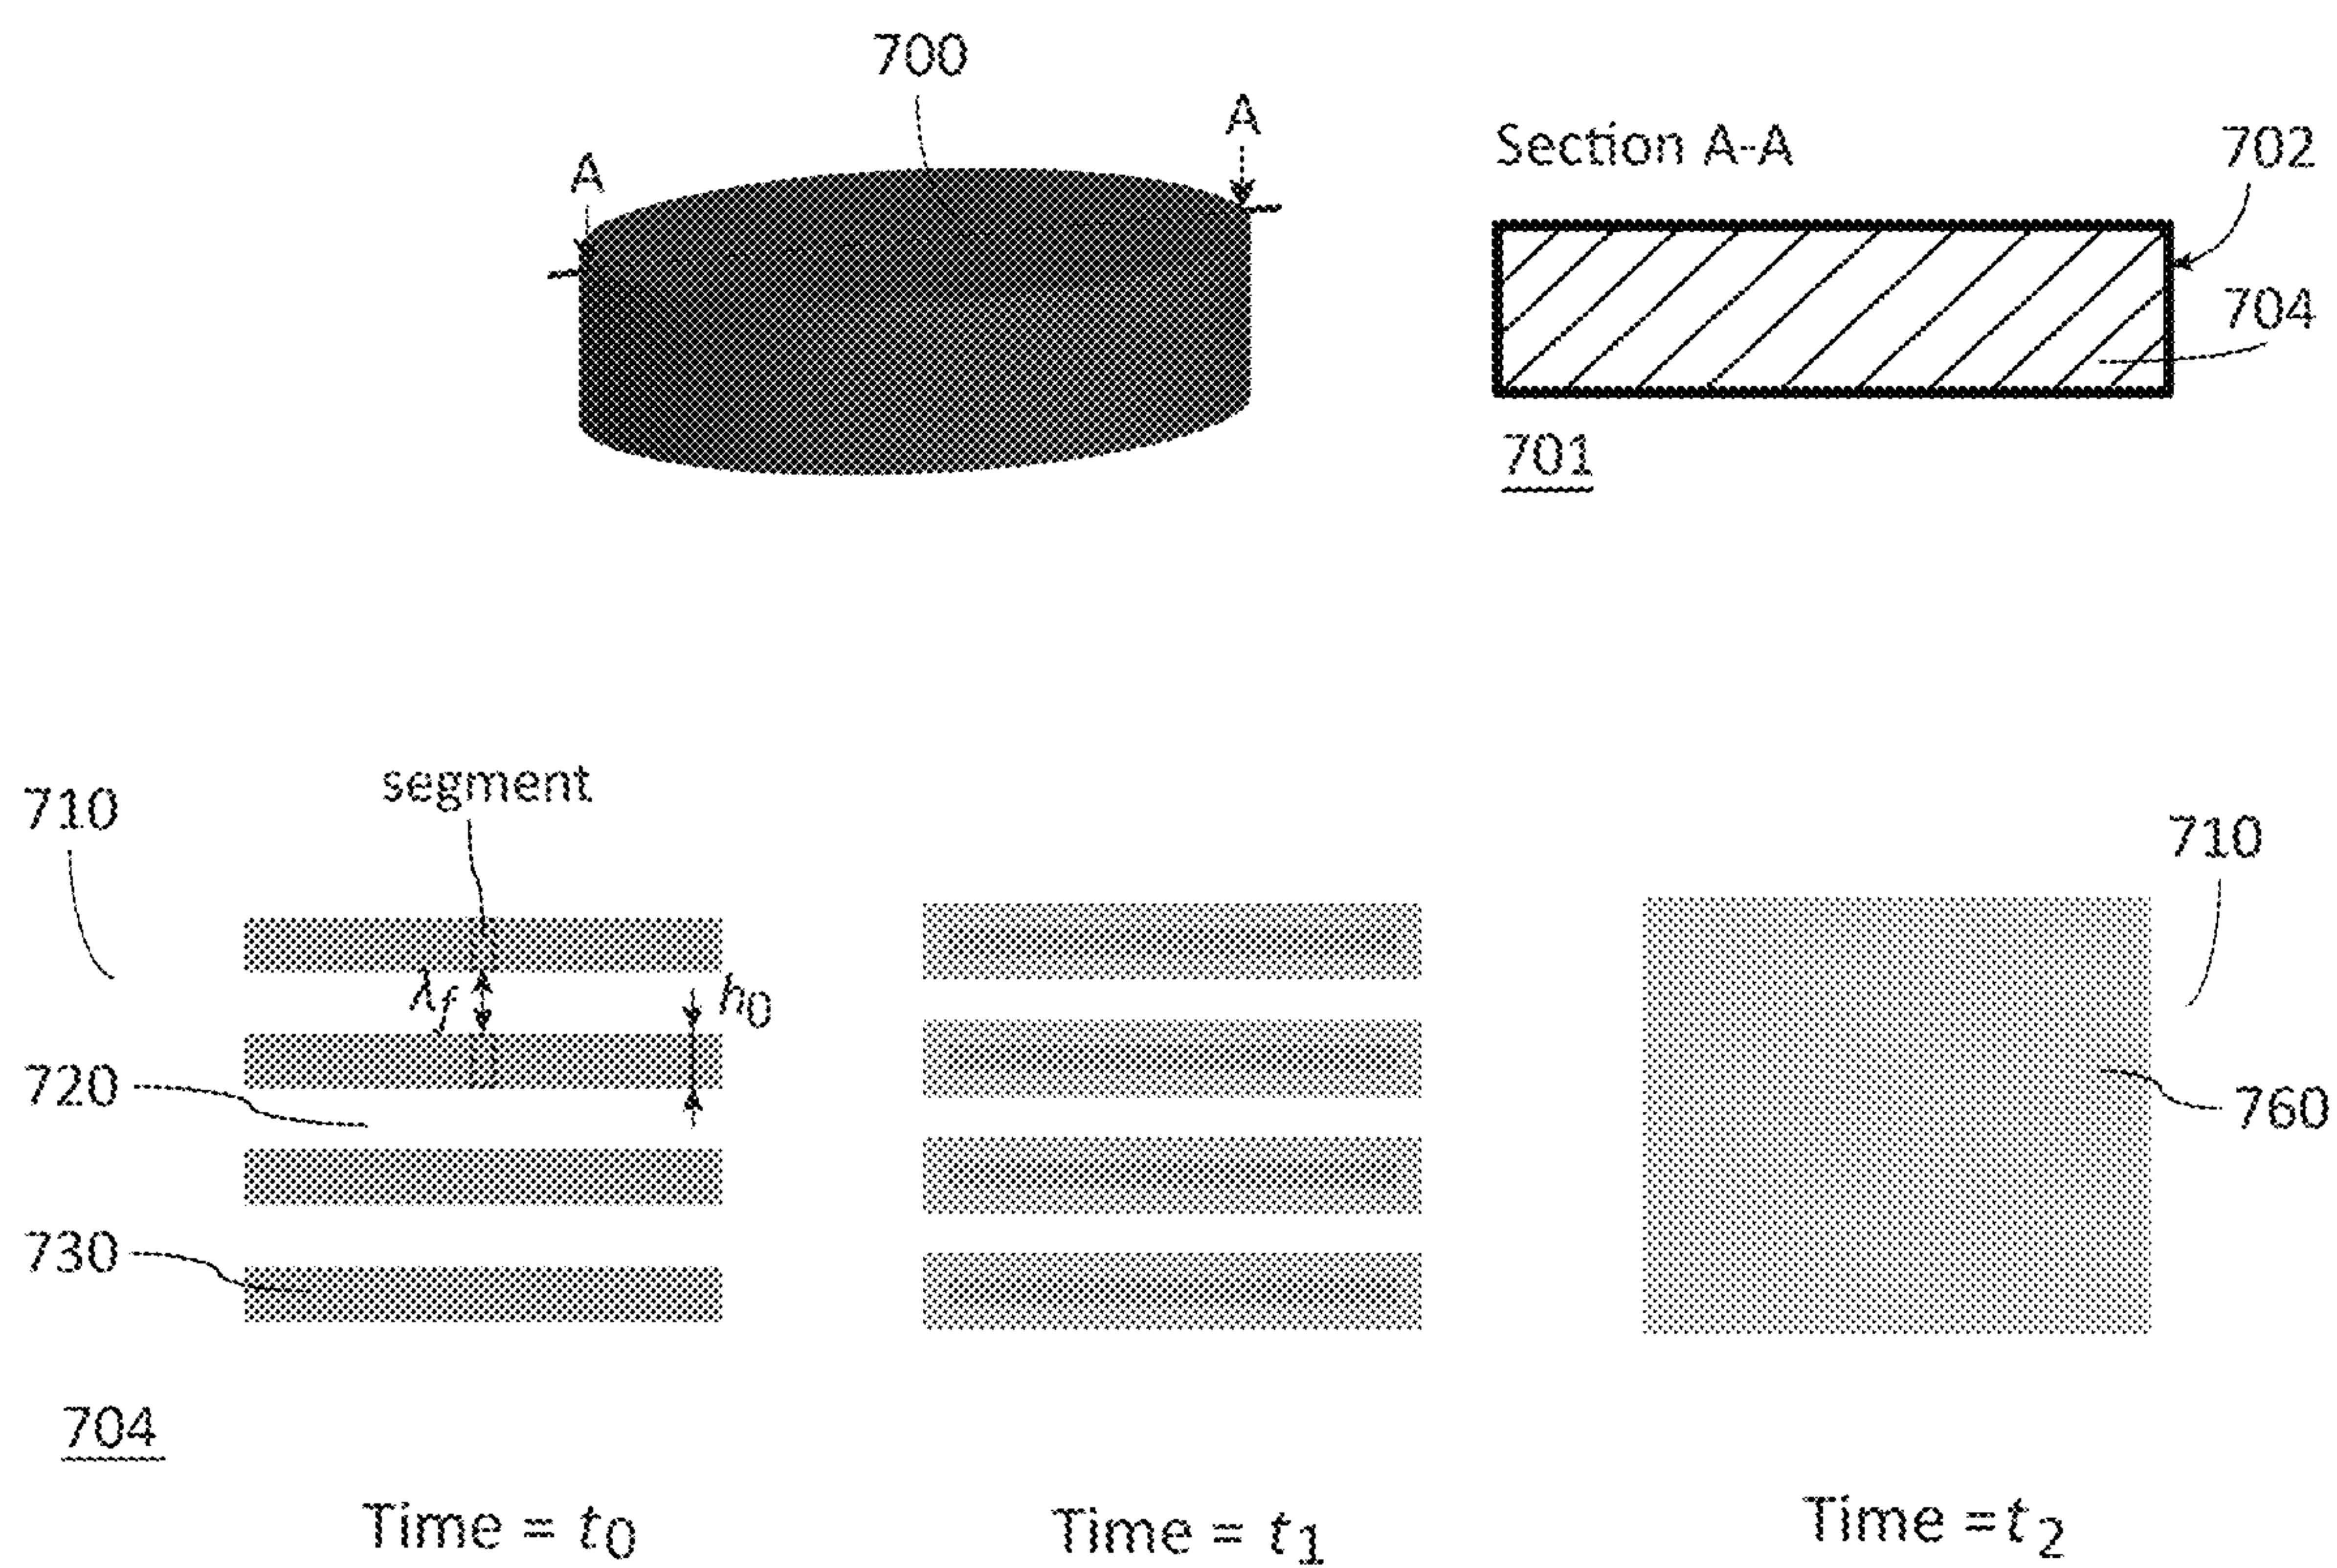 700
A
A
Section A-A
702
704
701
segment
710
710
λf
h0
720
760
730
704
Time = t0
Time = t1
Time =t2